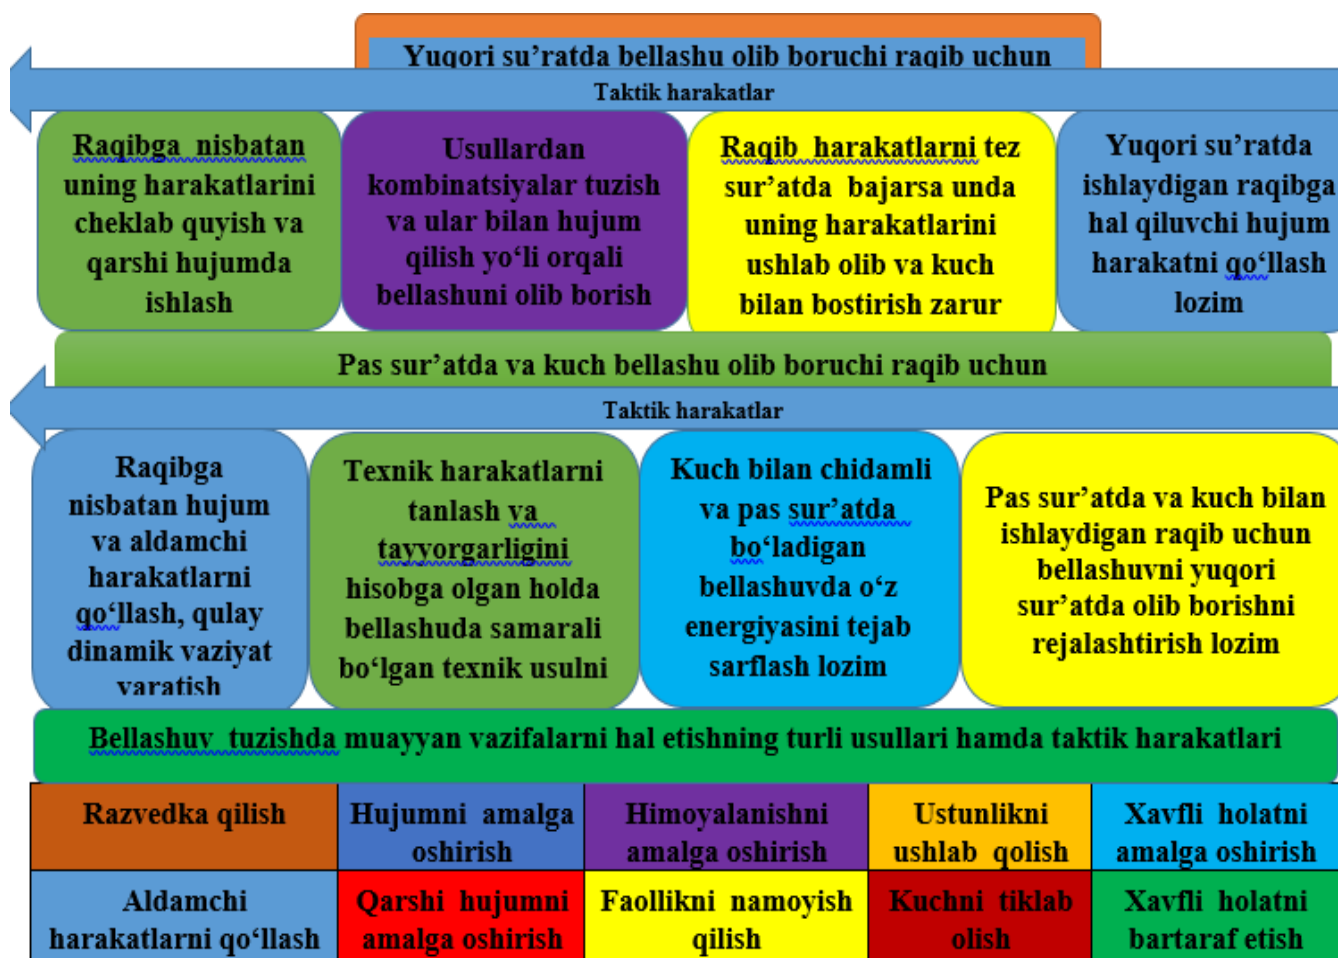 Yuqori su’ratda bellashu olib boruchi raqib uchun
Taktik harakatlar
Raqibga nisbatan
uning harakatlarini
cheklab quyish va
qarshi hujumda
ishlash
Usullardan
kombinatsiyalar tuzish
va ular bilan hujum
qilish yo‘li orqali
bellashuni olib borish
Raqib harakatlarni tez
sur’atda bajarsa unda
uning harakatlarini
ushlab olib va kuch
bilan bostirish zarur
Yuqori su’ratda
ishlaydigan raqibga
hal qiluvchi hujum
harakatni qo‘llash
lozim
Pas sur’atda va kuch bellashu olib boruchi raqib uchun
Taktik harakatlar
Raqibga
nisbatan hujum
va aldamchi
harakatlarni
qo‘llash, qulay
dinamik vaziyat
yaratish
Texnik harakatlarni
tanlash va
tayyorgarligini
hisobga olgan holda
bellashuda samarali
bo‘lgan texnik usulni
Kuch bilan chidamli
va pas sur’atda
bo‘ladigan
bellashuvda o‘z
energiyasini tejab
sarflash lozim
Pas sur’atda va kuch bilan
ishlaydigan raqib uchun
bellashuvni yuqori
sur’atda olib borishni
rejalashtirish lozim
Bellashuv tuzishda muayyan vazifalarni hal etishning turli usullari hamda taktik harakatlari
Razvedka qilish
Hujumni amalga
oshirish
Himoyalanishni
amalga oshirish
Ustunlikni
ushlab qolish
Xavfli holatni
amalga oshirish
Aldamchi
harakatlarni qo‘llash
Qarshi hujumni
amalga oshirish
Faollikni namoyish
qilish
Kuchni tiklab
olish
Xavfli holatni
bartaraf etish